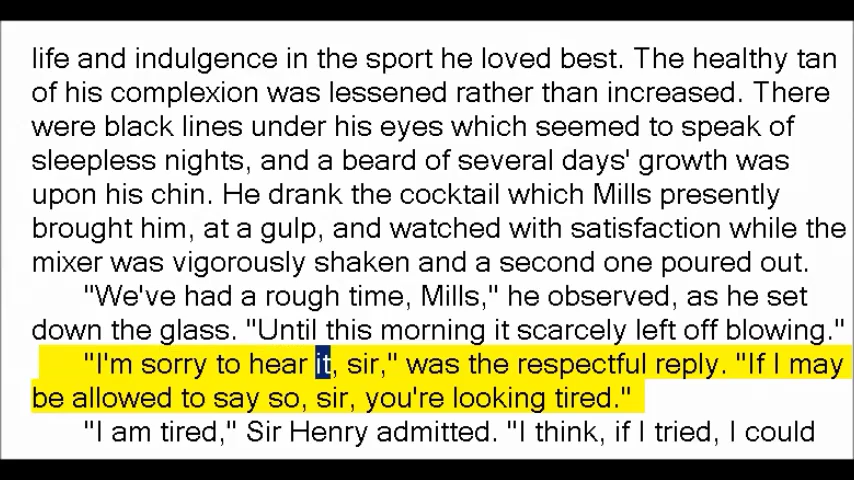 life and indulgence in the sport he loved best. The healthy tan
of his complexion was lessened rather than increased. There
were black lines under his eyes which seemed to speak of
sleepless nights, and a beard of several days' growth was
upon his chin. He drank the cocktail which Mills presently
brought him, at a gulp, and watched with satisfaction while the
mixer was vigorously shaken and a second one poured out.
"We've had a rough time, Mills," he observed, as he set
down the glass. "Until this morning it scarcely left off blowing."
"I'm sorry to hear it, sir," was the respectful reply. "If I may
be allowed to say so, sir, you're looking tired."
"I am tired," Sir Henry admitted. "I think, if I tried, I could